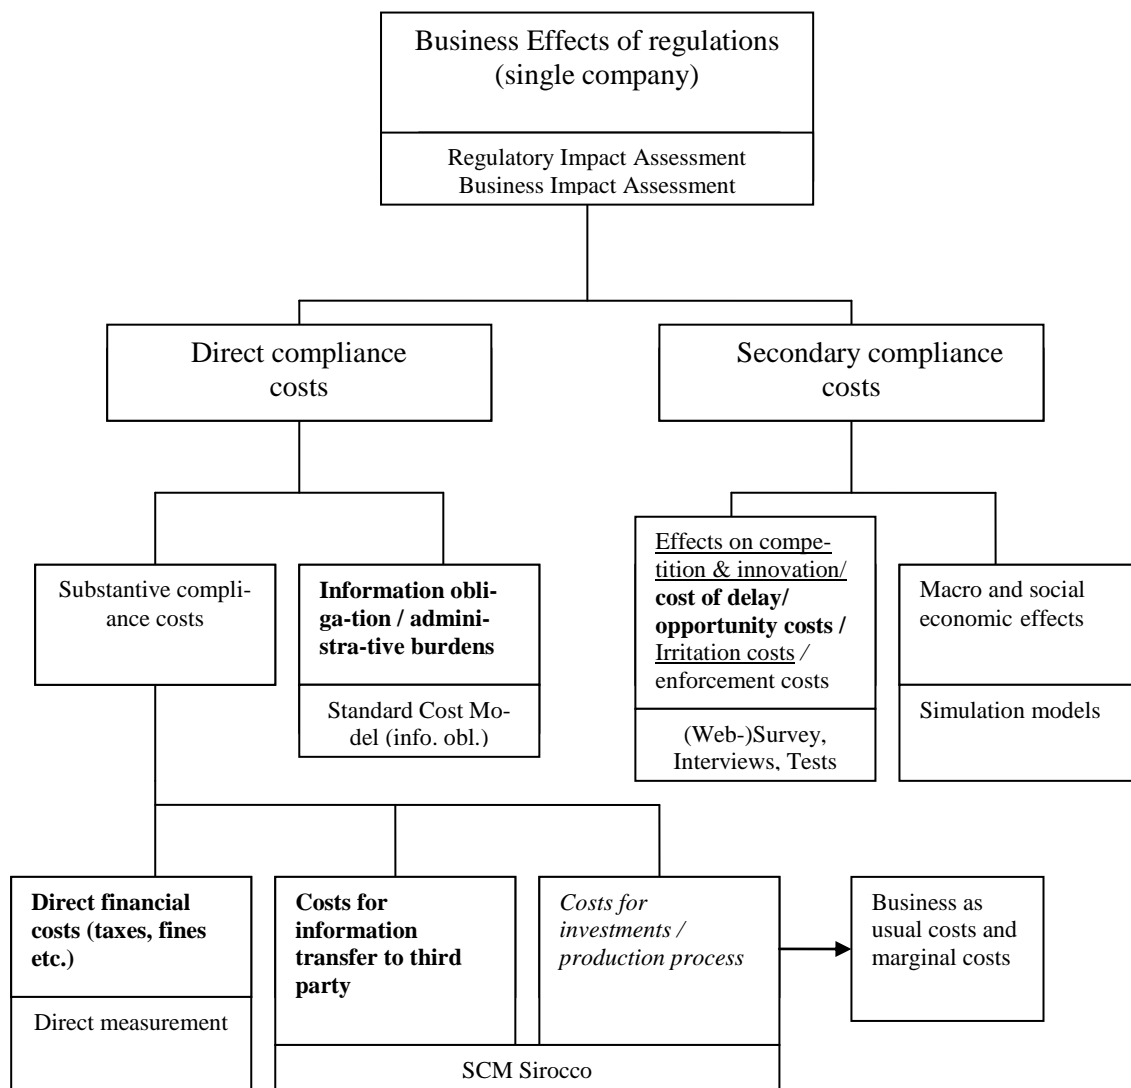 Business Effects of regulations
(single company)
Regulatory Impact Assessment
Business Impact Assessment
Direct compliance
costs
Secondary compliance
costs
Substantive compli-
ance costs
Information obli-
ga-tion / admini-
stra-tive burdens
Standard Cost Mo-
del (info. obl.)
Effects on compe-
tition & innovation/
cost of delay/
opportunity costs /
Irritation costs /
enforcement costs
(Web-)Survey,
Interviews, Tests
Macro and social
economic effects
Simulation models
Direct financial
costs (taxes, fines
etc.)
Direct measurement
Costs for
information
transfer to third
party
Costs for
investments /
production process
SCM Sirocco
Business as
usual costs and
marginal costs